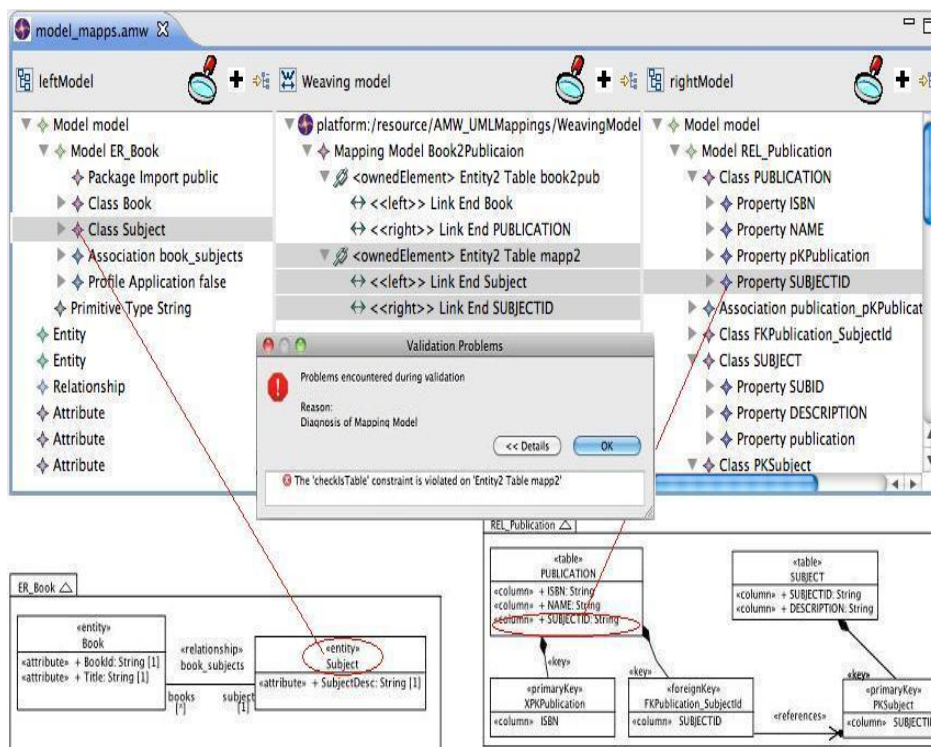 model_mapps.amw
leftModel
Weaving model
rightModel
Model model
Model ER_Book
Package Import public
Class Book
Class Subject
Association book_subjects
Profile Application false
Primitive Type String
Entity
Entity
Relationship
Attribute
Attribute
Attribute
platform:/resource/AMW_UMLMappings/WeavingModel
Mapping Model Book2Publicaion
<ownedElement> Entity2 Table book2pub
<<left>> Link End Book
<<right>> Link End PUBLICATION
<ownedElement> Entity2 Table mapp2
<<left>> Link End Subject
<<right>> Link End SUBJECTID
Model model
Model REL_Publication
Class PUBLICATION
Property ISBN
Property NAME
Property pKPublication
Property SUBJECTID
Association publication_pKPublicat
Class FKPublication_SubjectId
Class SUBJECT
Property SUBID
Property DESCRIPTION
Property publication
Class PKSubject
Validation Problems
Problems encountered during validation
Reason:
Diagnosis of Mapping Model
<< Details
OK
The 'checkIsTable' constraint is violated on 'Entity2 Table mapp2'
ER_Book
«entity»
Book
«attribute» + BookId: String [1]
«attribute» + Title: String [1]
«relationship»
book_subjects
books
[*]
subject
[1]
«entity»
Subject
«attribute» + SubjectDesc: String [1]
REL_Publication
«table»
PUBLICATION
«column» + ISBN: String
«column» + NAME: String
«column» + SUBJECTID: String
«table»
SUBJECT
«column» + SUBJECTID: String
«column» + DESCRIPTION: String
«key»
«key»
«key»
«primaryKey»
XPKPublication
«column» ISBN
«foreignKey»
FKPublication_SubjectId
«column» SUBJECTID
«references»
«primaryKey»
PKSubject
«column» SUBJECTID